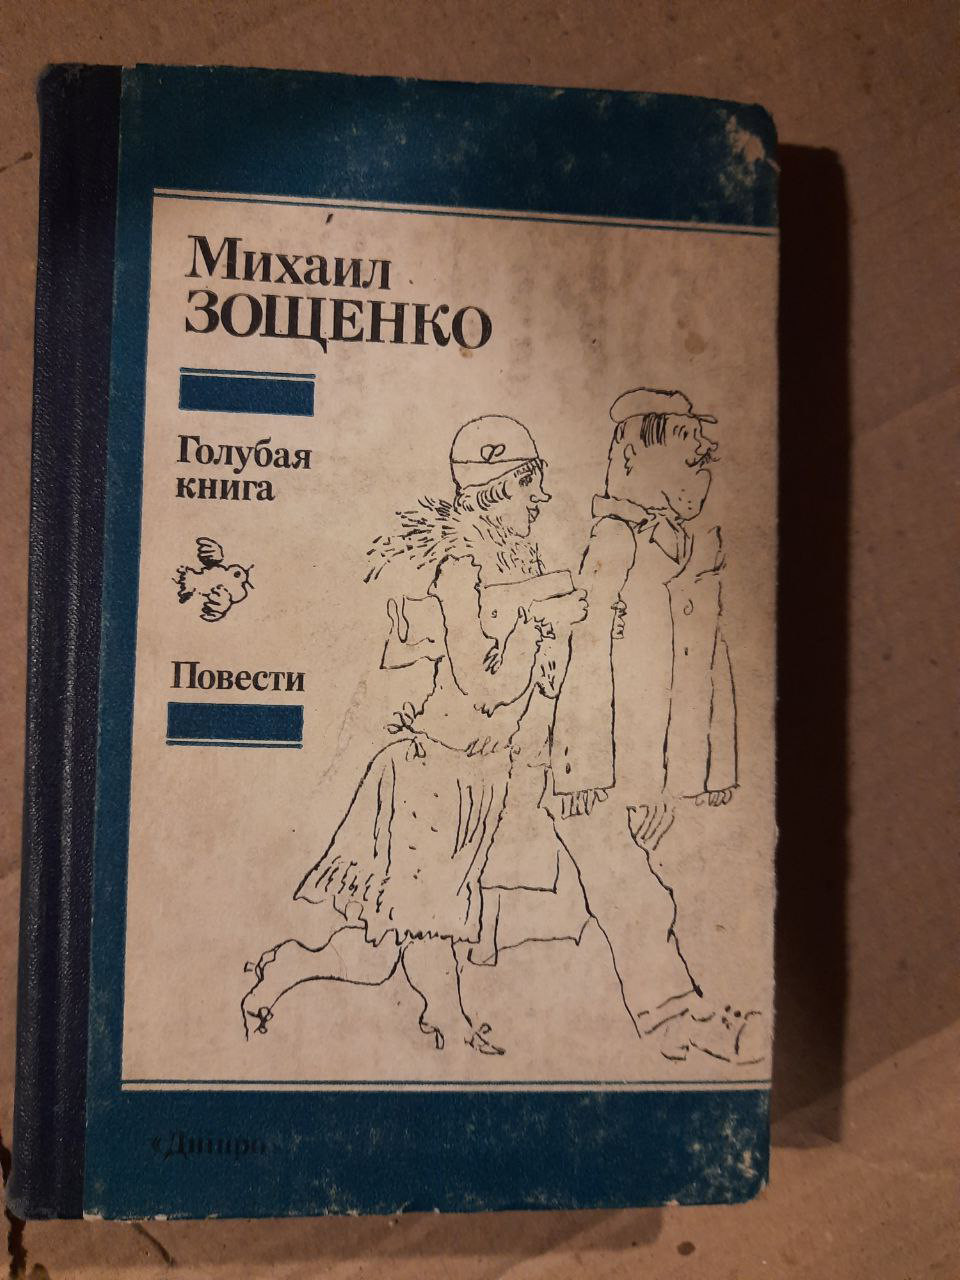 Михаил
ЗОЩЕНКО
Голубая
книга
Повести
«Дніпро»